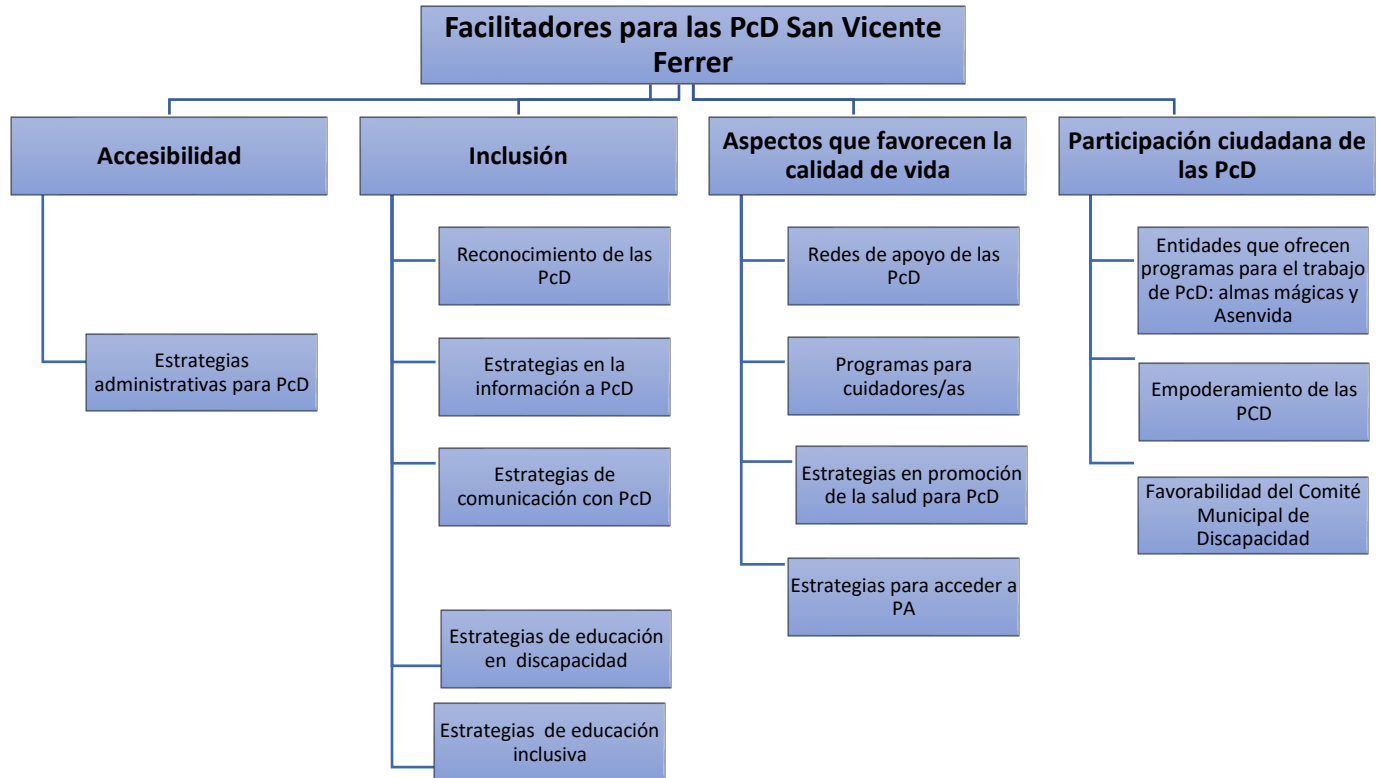 Facilitadores para las PcD San Vicente
Ferrer
Accesibilidad
Estrategias
administrativas para PcD
Inclusión
Reconocimiento de las
PcD
Estrategias en la
información a PcD
Estrategias de
comunicación con PcD
Estrategias de educación
en discapacidad
Estrategias de educación
inclusiva
Aspectos que favorecen la
calidad de vida
Redes de apoyo de las
PcD
Programas para
cuidadores/as
Estrategias en promoción
de la salud para PcD
Estrategias para acceder a
PA
Participación ciudadana de
las PcD
Entidades que ofrecen
programas para el trabajo
de PcD: almas mágicas y
Asenvida
Empoderamiento de las
PCD
Favorabilidad del Comité
Municipal de
Discapacidad